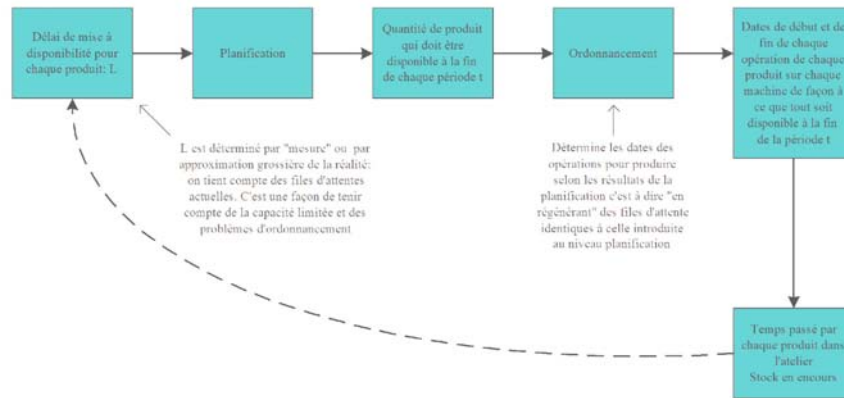 Délai de mise à
disponibilité pour
chaque produit: L
Planification
Quantité de produit
qui doit être
disponible à la fin
de chaque période t
Ordonnancement
Dates de début et de
fin de chaque
opération de chaque
produit sur chaque
machine de façon à
ce que tout soit
disponible à la fin
de la période t
L est déterminé par "mesure" ou par
approximation grossière de la réalité:
on tient compte des files d'attentes
actuelles. C'est une façon de tenir
compte de la capacité limitée et des
problèmes d'ordonnancement
Détermine les dates des
opérations pour produire
selon les résultats de la
planification c'est à dire "en
régénérant" des files d'attente
identiques à celle introduite
au niveau planification
Temps passé par
chaque produit dans
l'atelier
Stock en encours